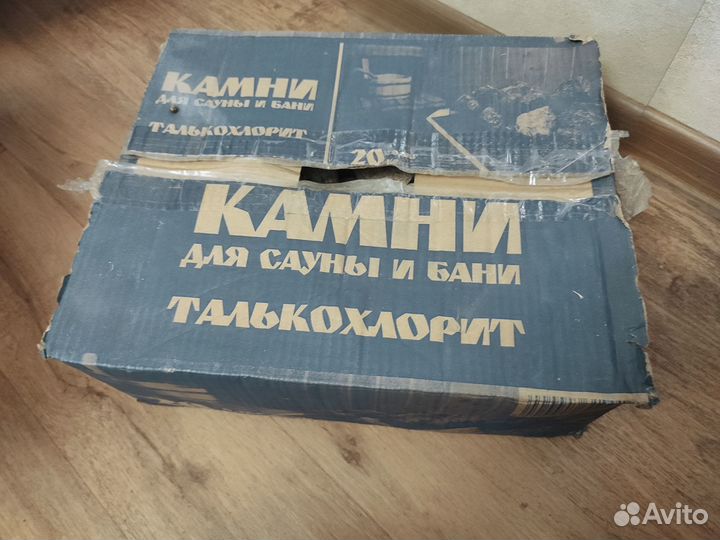 КАМНИ
ДЛЯ САУНЫ И БАНИ
ТАЛЬКОХЛОРИТ
20
КАМНИ
ДЛЯ САУНЫ И БАНИ
ТАЛЬКОХЛОРИТ
Avito